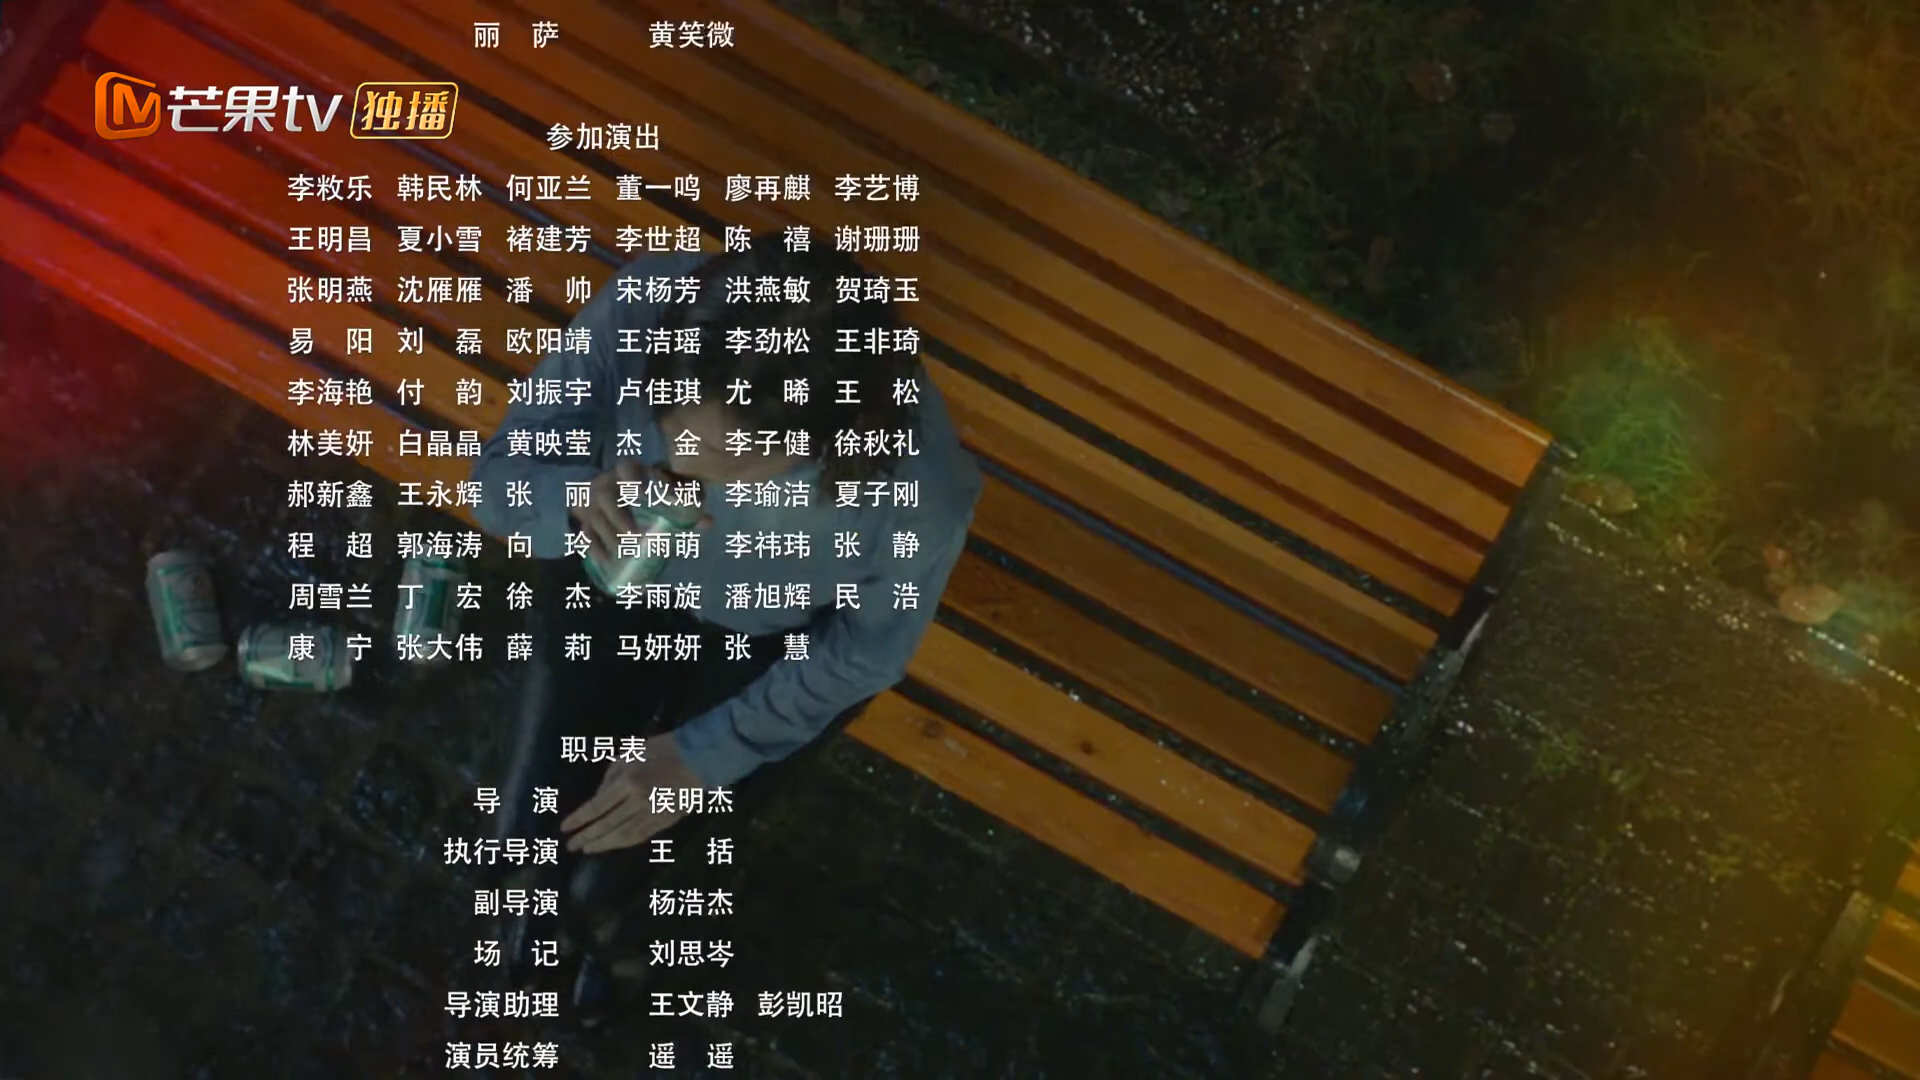 丽 萨 黄笑微
芒果tv 独播
参加演出
李敉乐 韩民林 何亚兰 董一鸣 廖再麒 李艺博
王明昌 夏小雪 褚建芳 李世超 陈 禧 谢珊珊
张明燕 沈雁雁 潘 帅 宋杨芳 洪燕敏 贺琦玉
易 阳 刘 磊 欧阳靖 王洁瑶 李劲松 王非琦
李海艳 付 韵 刘振宇 卢佳琪 尤 晞 王 松
林美妍 白晶晶 黄映莹 杰 金 李子健 徐秋礼
郝新鑫 王永辉 张 丽 夏仪斌 李瑜洁 夏子刚
程 超 郭海涛 向 玲 高雨萌 李祎玮 张 静
周雪兰 丁 宏 徐 杰 李雨旋 潘旭辉 民 浩
康 宁 张大伟 薛 莉 马妍妍 张 慧
职员表
导 演 侯明杰
执行导演 王 括
副导演 杨浩杰
场 记 刘思岑
导演助理 王文静 彭凯昭
演员统筹 遥 遥